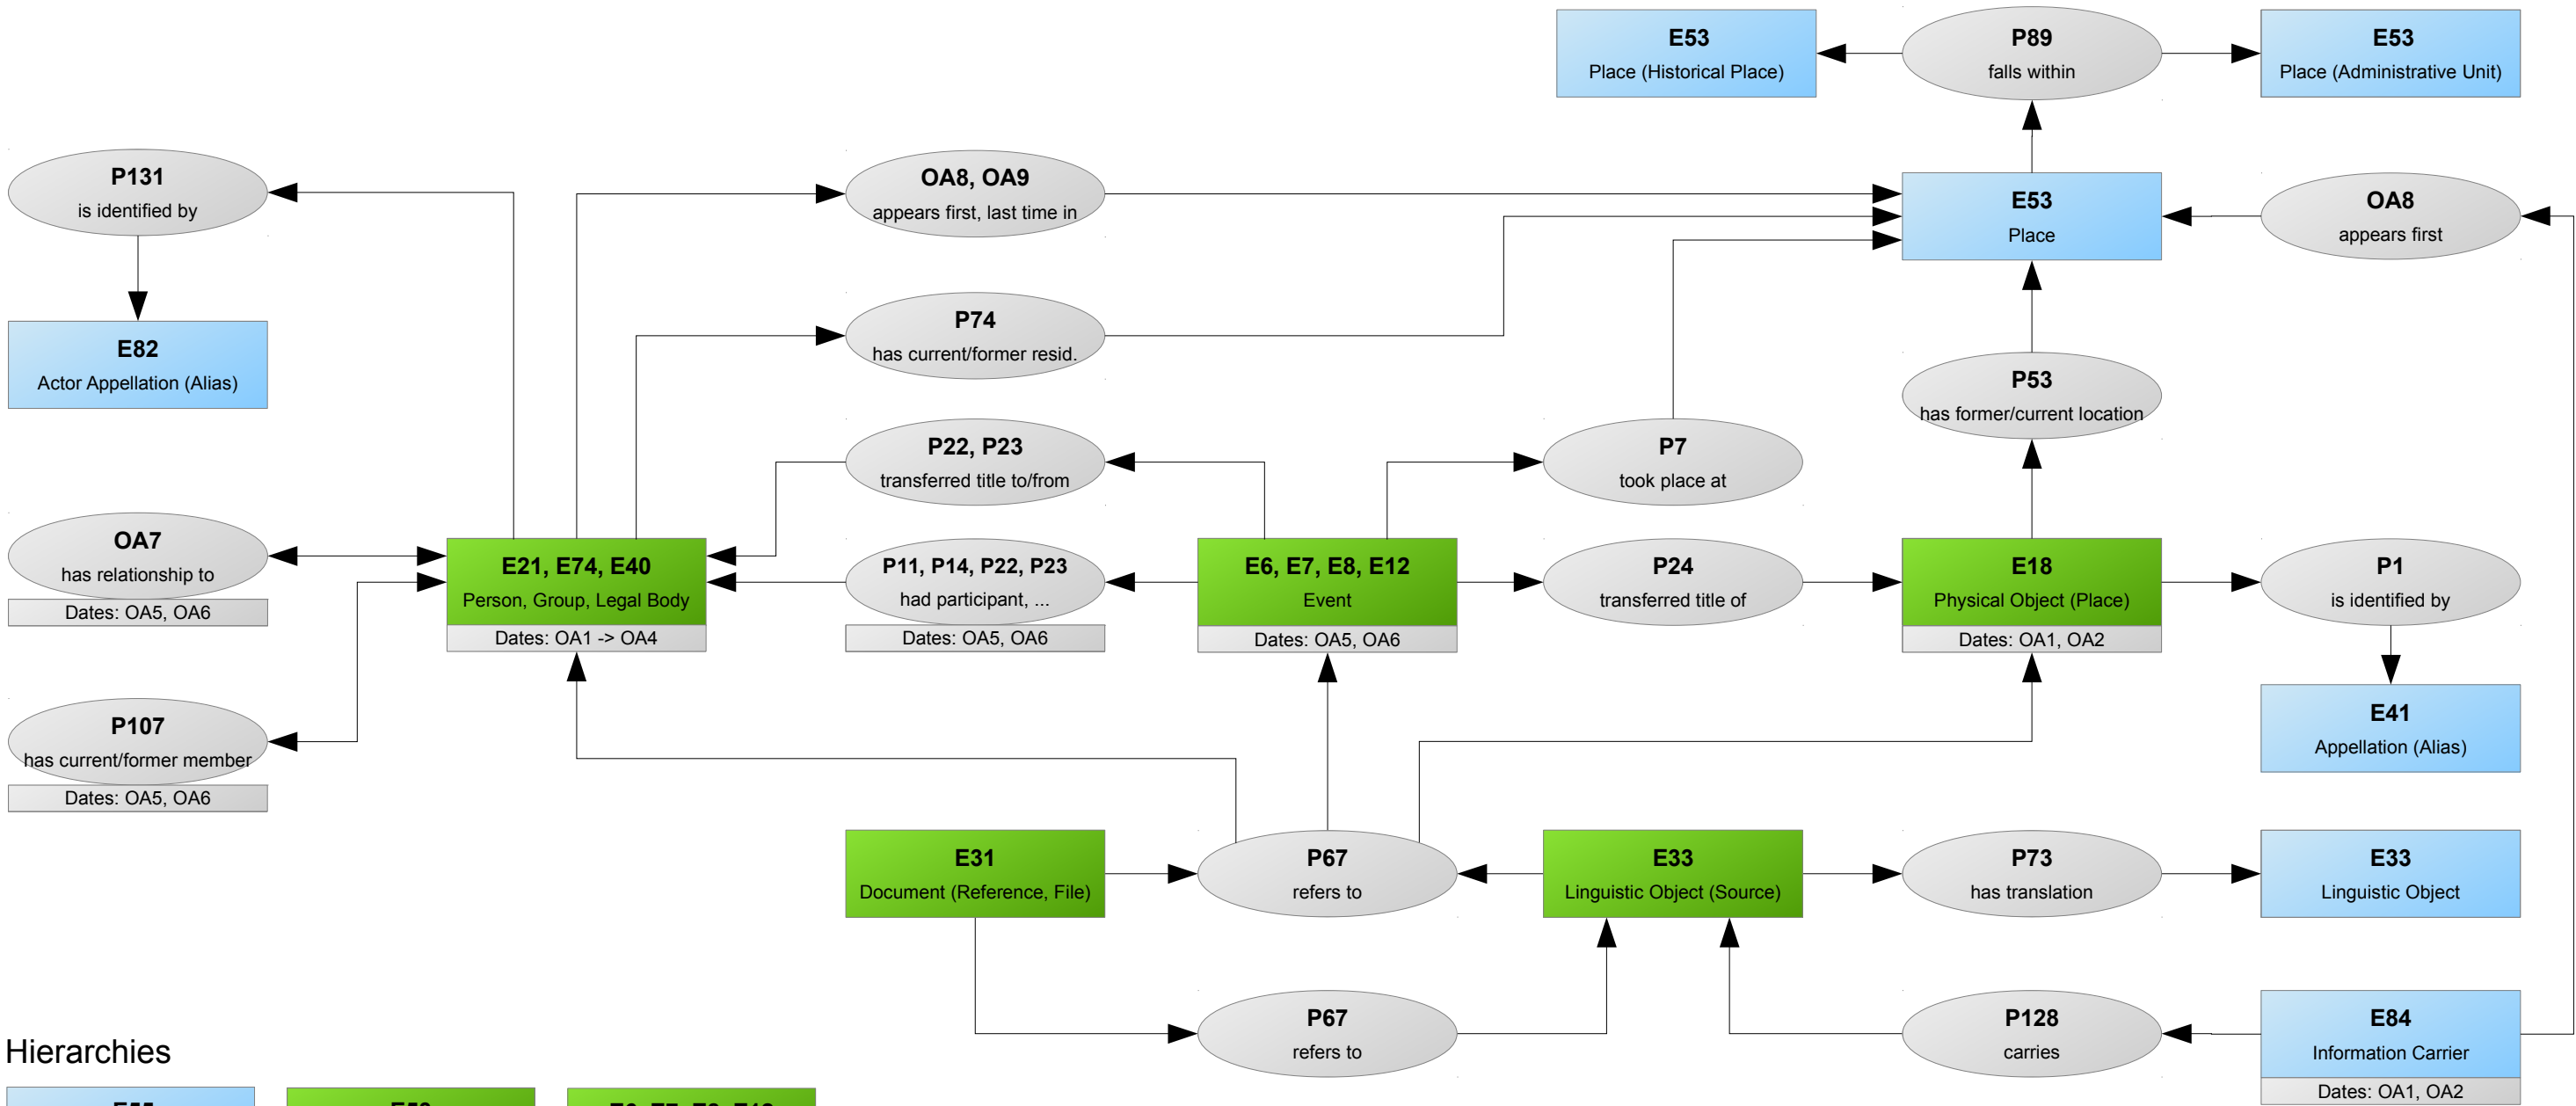 E53
Place (Historical Place)
P89
falls within
E53
Place (Administrative Unit)
P131
is identified by
OA8, OA9
appears first, last time in
E53
Place
OA8
appears first
E82
Actor Appellation (Alias)
P74
has current/former resid.
P53
has former/current location
P22, P23
transferred title to/from
P7
took place at
OA7
has relationship to
Dates: OA5, OA6
E21, E74, E40
Person, Group, Legal Body
Dates: OA1 -> OA4
P11, P14, P22, P23
had participant, ...
Dates: OA5, OA6
E6, E7, E8, E12
Event
Dates: OA5, OA6
P24
transferred title of
E18
Physical Object (Place)
Dates: OA1, OA2
P1
is identified by
P107
has current/former member
Dates: OA5, OA6
E41
Appellation (Alias)
E31
Document (Reference, File)
P67
refers to
E33
Linguistic Object (Source)
P73
has translation
E33
Linguistic Object
P67
refers to
P128
carries
E84
Information Carrier
Dates: OA1, OA2
Hierarchies